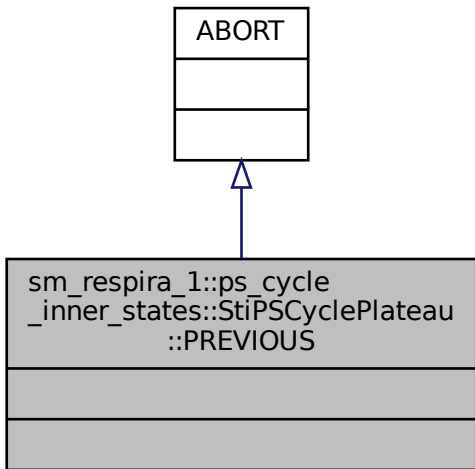 ABORT
sm_respira_1::ps_cycle
_inner_states::StiPSCyclePlateau
::PREVIOUS